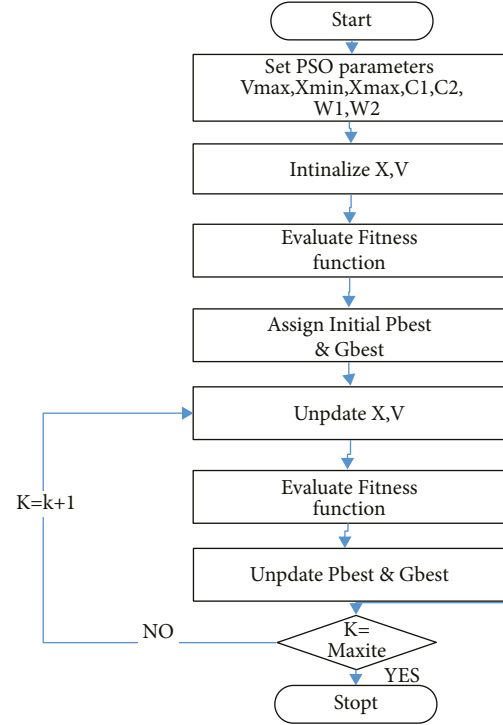 Start
Set PSO parameters
Vmax,Xmin,Xmax,C1,C2,
W1,W2
Intinalize X,V
Evaluate Fitness
function
Assign Initial Pbest
& Gbest
Unpdate X,V
K=k+1
Evaluate Fitness
function
Unpdate Pbest & Gbest
NO
K=
Maxite
YES
Stopt